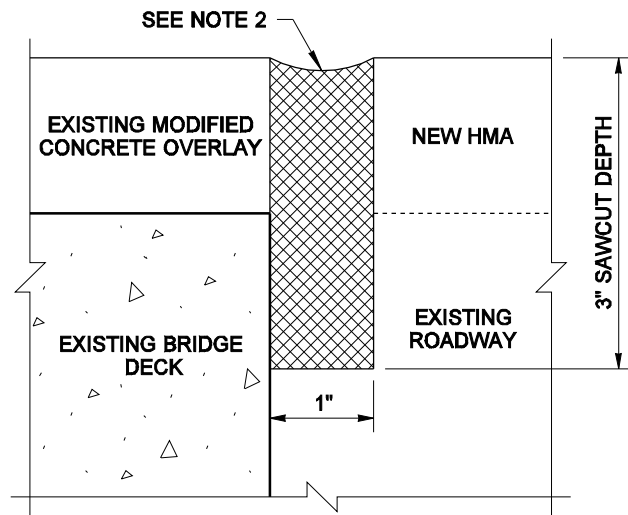 SEE NOTE 2
EXISTING MODIFIED
CONCRETE OVERLAY
NEW HMA
3" SAWCUT DEPTH
EXISTING BRIDGE
DECK
EXISTING
ROADWAY
1"